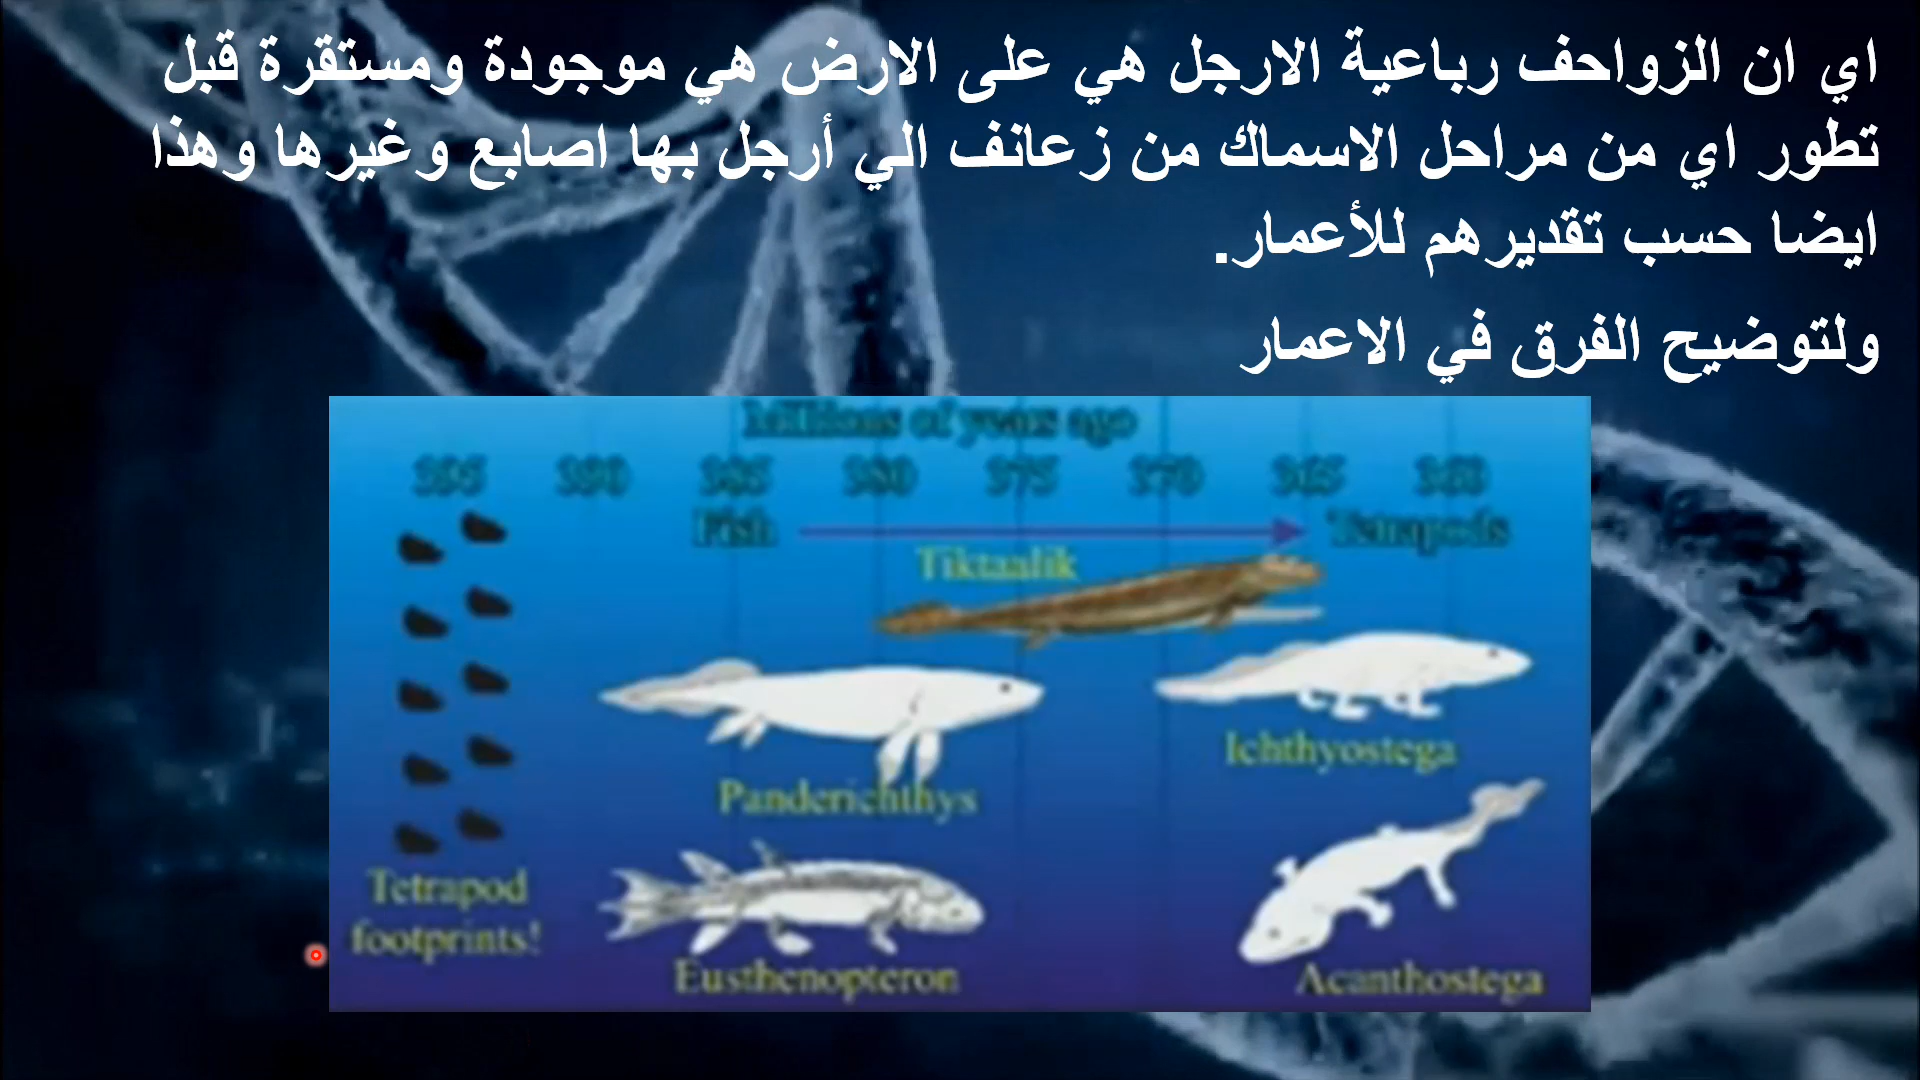 اي ان الزواحف رباعية الارجل هي على الارض هي موجودة ومستقرة قبل
تطور اي من مراحل الاسماك من زعانف الي أرجل بها اصابع وغيرها وهذا
ايضا حسب تقديرهم للأعمار.
ولتوضيح الفرق في الاعمار
Millions of years ago
395 390 385 380 375 370 365 360
Fish Tetrapods
Tiktaalik
Ichthyostega
Panderichthys
Tetrapod
footprints!
Eusthenopteron
Acanthostega